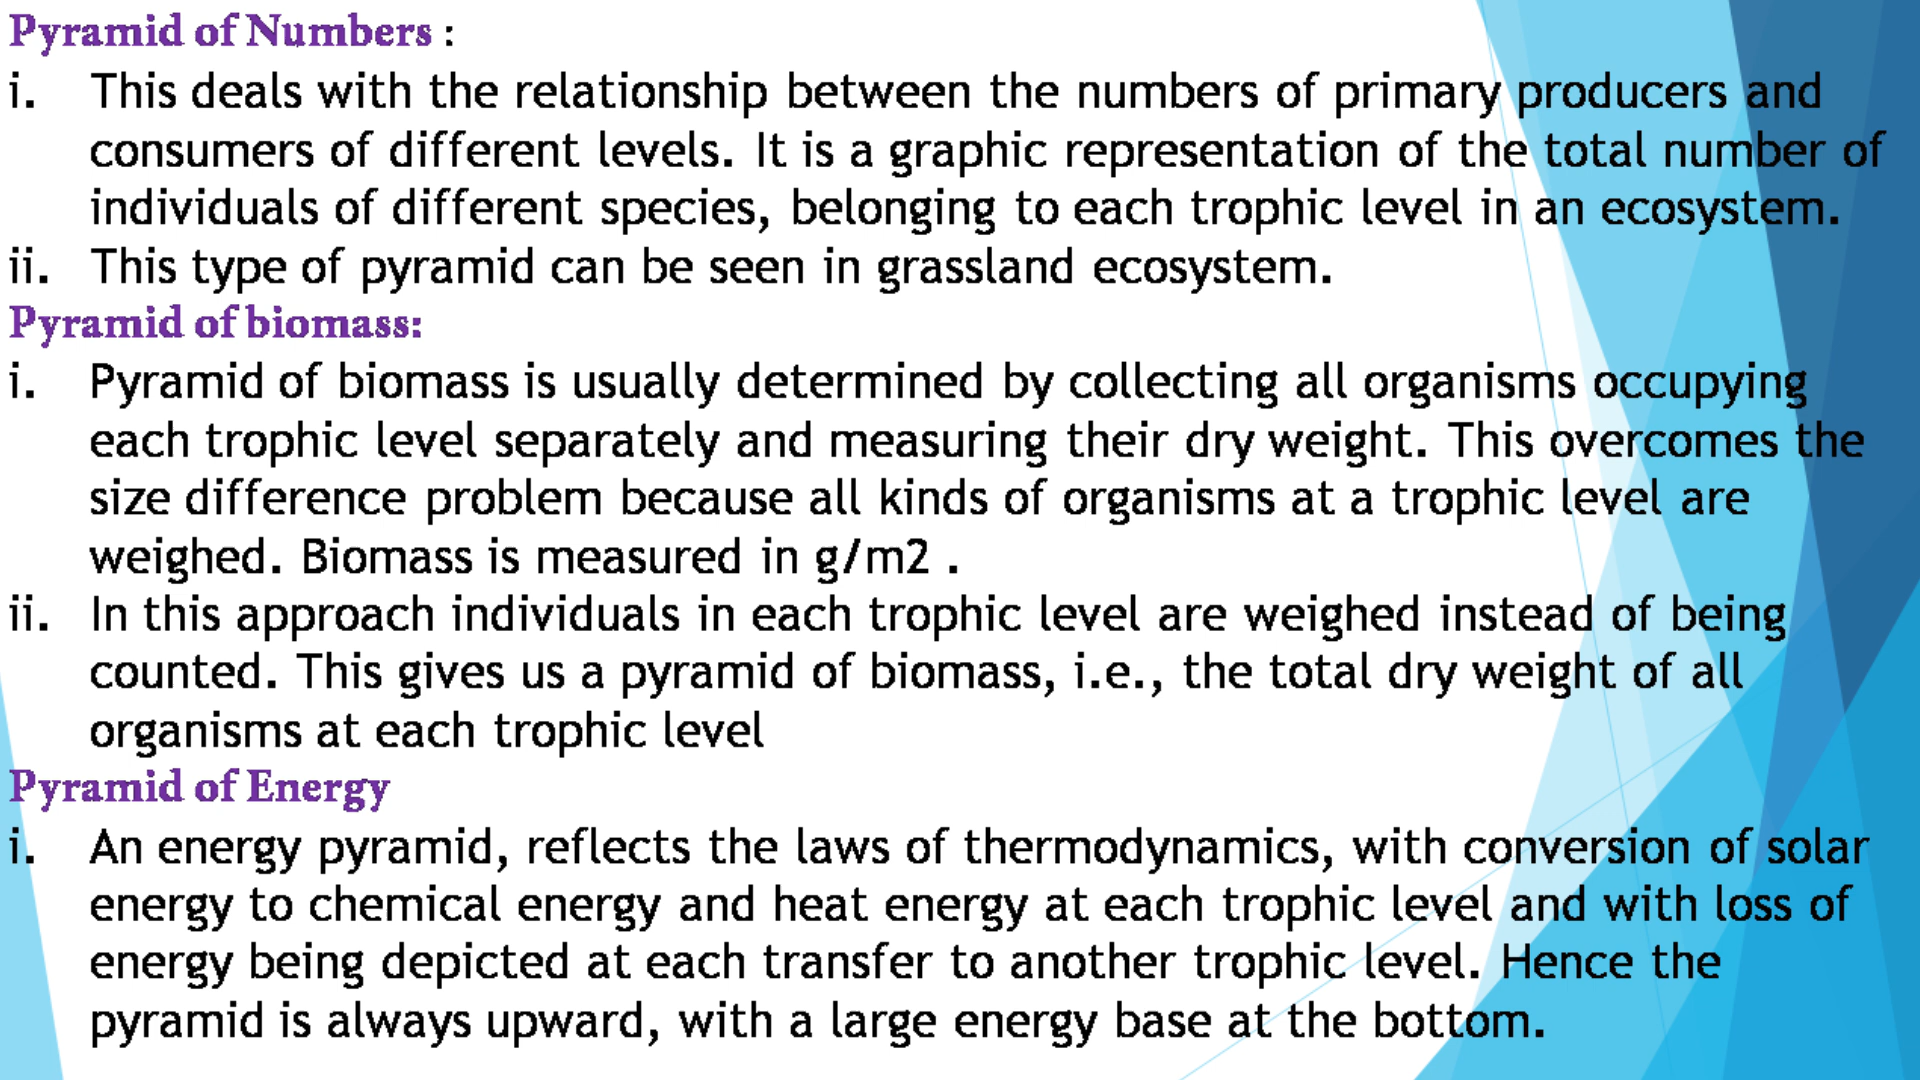 Pyramid of Numbers :
i. This deals with the relationship between the numbers of primary producers and
consumers of different levels. It is a graphic representation of the total number of
individuals of different species, belonging to each trophic level in an ecosystem.
ii. This type of pyramid can be seen in grassland ecosystem.
Pyramid of biomass:
i. Pyramid of biomass is usually determined by collecting all organisms occupying
each trophic level separately and measuring their dry weight. This overcomes the
size difference problem because all kinds of organisms at a trophic level are
weighed. Biomass is measured in g/m2 .
ii. In this approach individuals in each trophic level are weighed instead of being
counted. This gives us a pyramid of biomass, i.e., the total dry weight of all
organisms at each trophic level
Pyramid of Energy
i. An energy pyramid, reflects the laws of thermodynamics, with conversion of solar
energy to chemical energy and heat energy at each trophic level and with loss of
energy being depicted at each transfer to another trophic level. Hence the
pyramid is always upward, with a large energy base at the bottom.